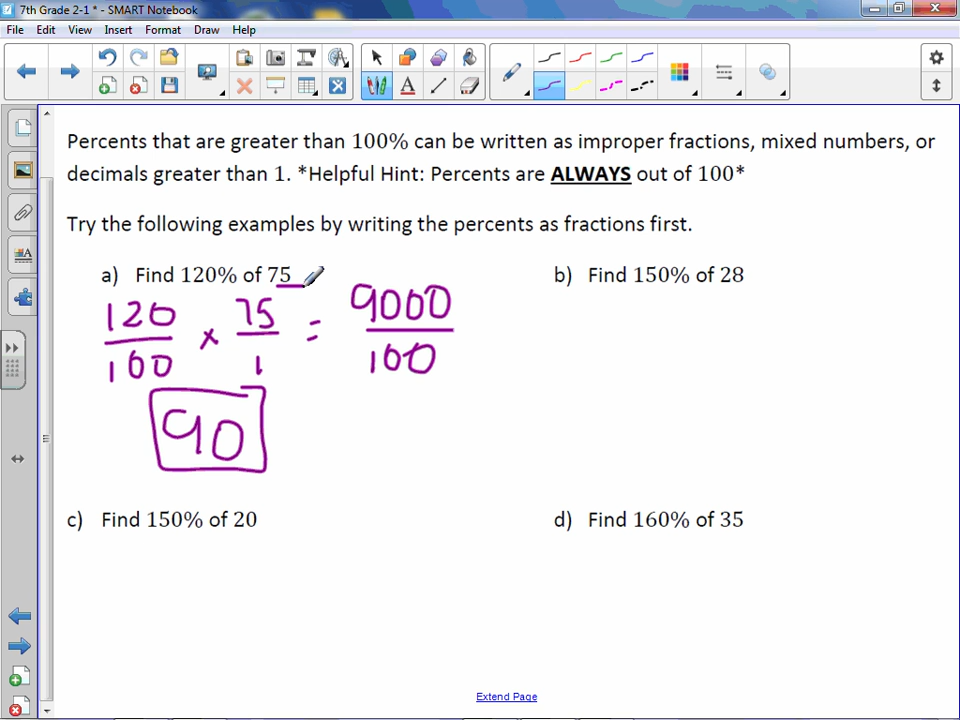 7th Grade 2-1 * - SMART Notebook
File Edit View Insert Format Draw Help
Percents that are greater than 100% can be written as improper fractions, mixed numbers, or
decimals greater than 1. *Helpful Hint: Percents are ALWAYS out of 100*
Try the following examples by writing the percents as fractions first.
a) Find 120% of 75
b) Find 150% of 28
120/100 × 75/1 = 9000/100
90
c) Find 150% of 20
d) Find 160% of 35
Extend Page